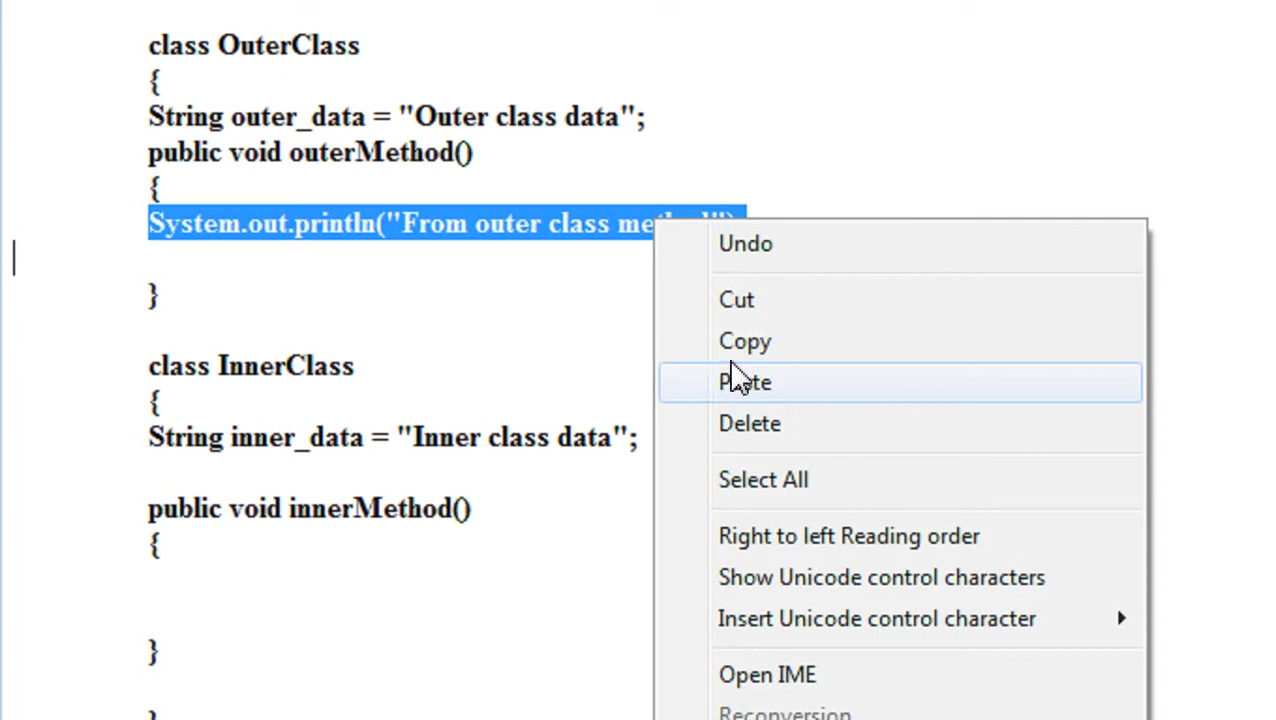 class OuterClass
{
String outer_data = "Outer class data";
public void outerMethod()
{
System.out.println("From outer class
}
class InnerClass
{
String inner_data = "Inner class data";
public void innerMethod()
{
}
Undo
Cut
Copy
Paste
Delete
Select All
Right to left Reading order
Show Unicode control characters
Insert Unicode control character
Open IME
Reconversion